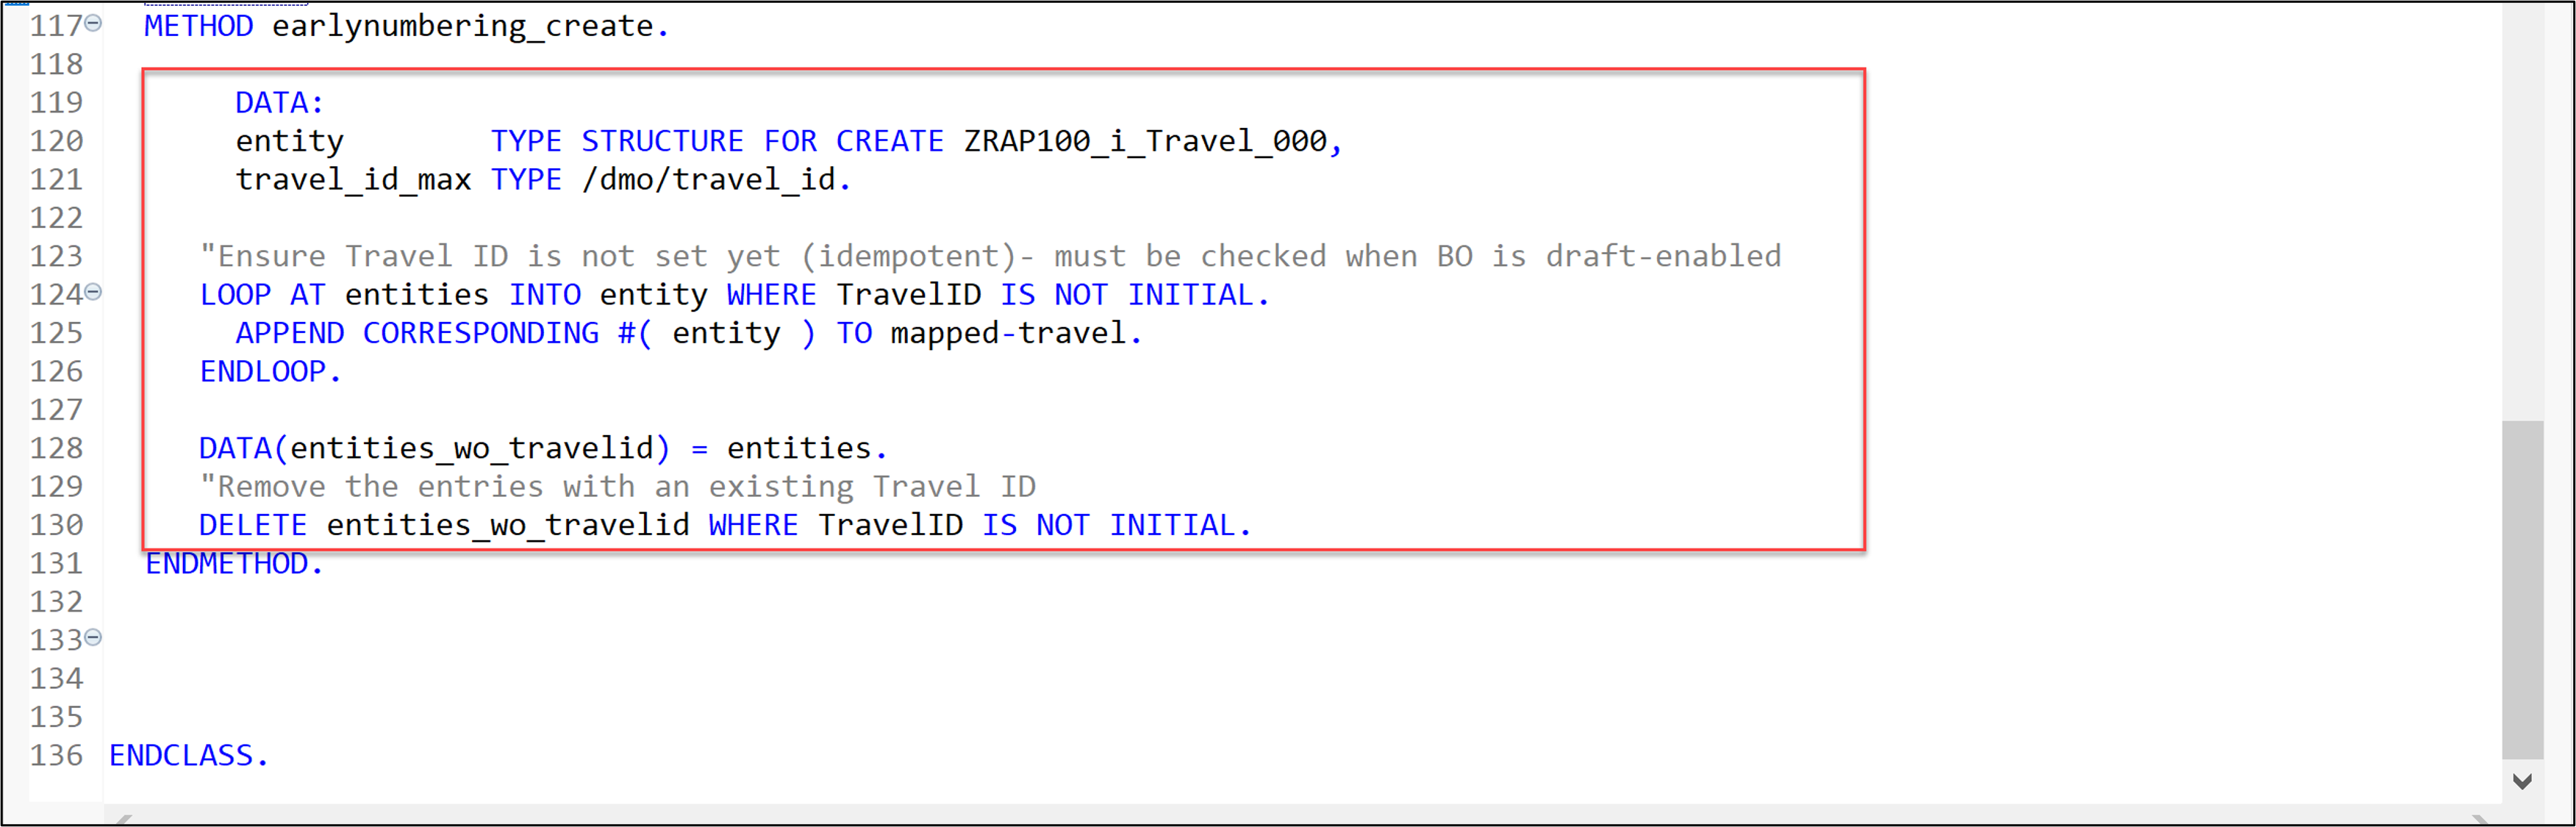 117 METHOD earlynumbering_create.
118
119 DATA:
120 entity TYPE STRUCTURE FOR CREATE ZRAP100_i_Travel_000,
121 travel_id_max TYPE /dmo/travel_id.
122
123 "Ensure Travel ID is not set yet (idempotent)- must be checked when BO is draft-enabled
124 LOOP AT entities INTO entity WHERE TravelID IS NOT INITIAL.
125 APPEND CORRESPONDING #( entity ) TO mapped-travel.
126 ENDLOOP.
127
128 DATA(entities_wo_travelid) = entities.
129 "Remove the entries with an existing Travel ID
130 DELETE entities_wo_travelid WHERE TravelID IS NOT INITIAL.
131 ENDMETHOD.
132
133
134
135
136 ENDCLASS.